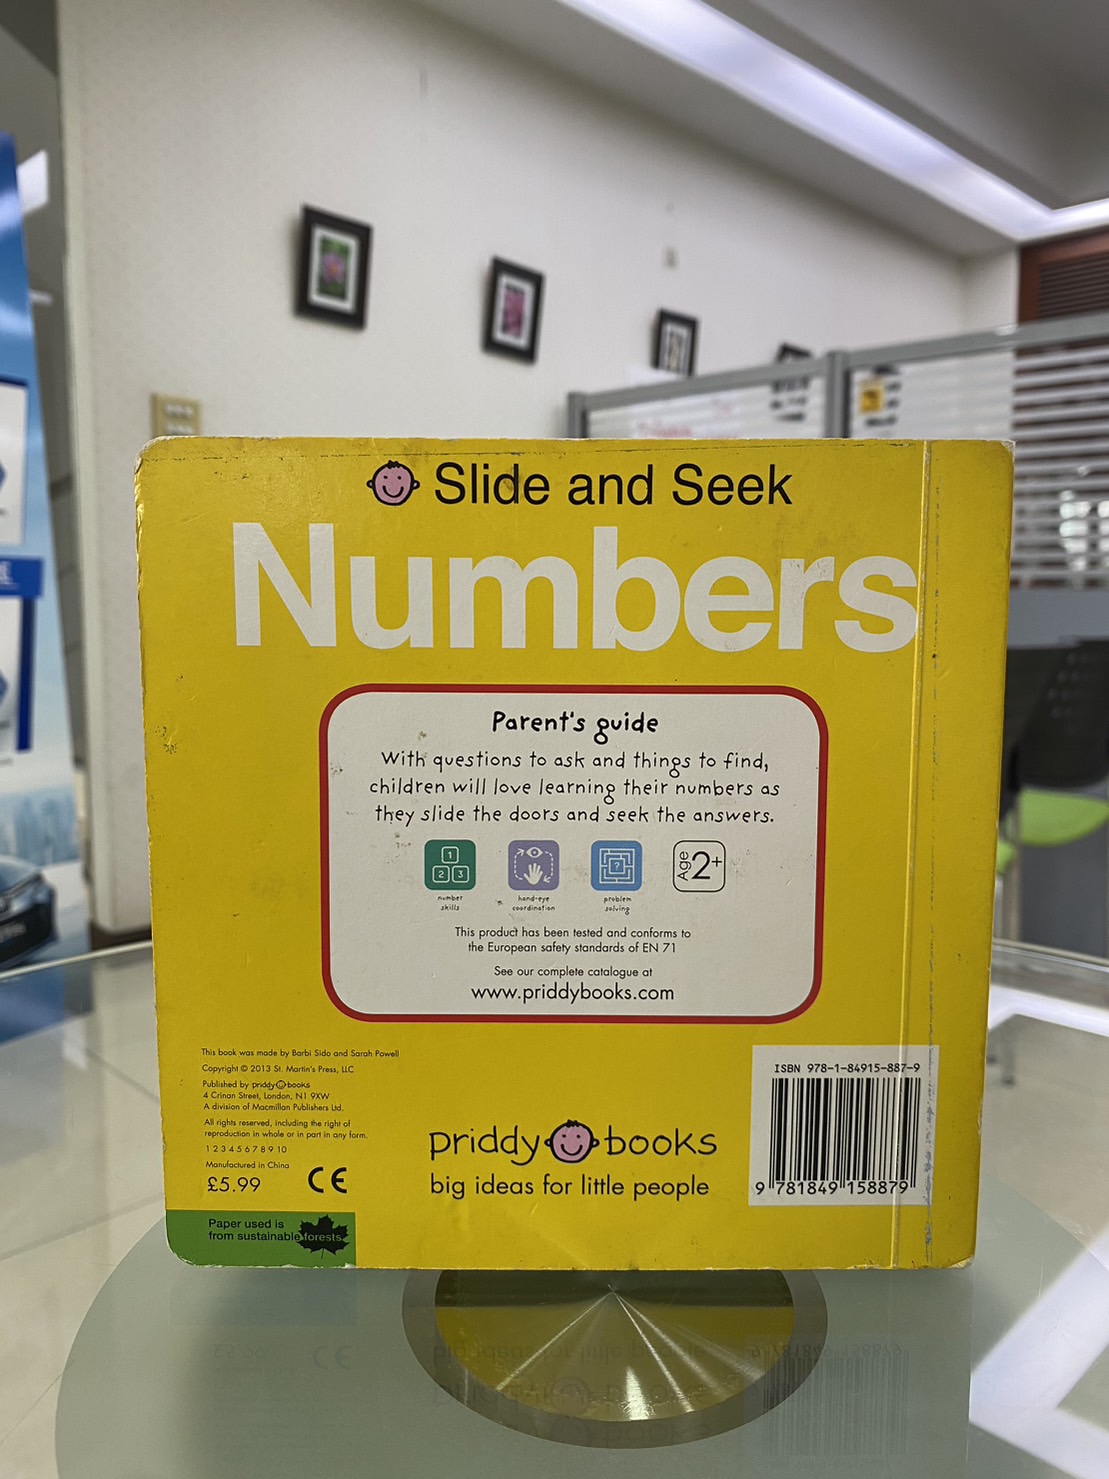 Slide and Seek
Numbers
Parent's guide
With questions to ask and things to find,
children will love learning their numbers as
they slide the doors and seek the answers.
1
2 3
number
skills
hand-eye
coordination
?
problem
solving
Age 2+
This product has been tested and conforms to
the European safety standards of EN 71
See our complete catalogue at
www.priddybooks.com
This book was made by Barbi Sido and Sarah Powell
Copyright © 2013 St. Martin's Press, LLC
Published by priddy books
4 Crinan Street, London, N1 9XW
A division of Macmillan Publishers Ltd.
All rights reserved, including the right of
reproduction in whole or in part in any form.
1 2 3 4 5 6 7 8 9 10
Manufactured in China
£5.99 CE
Paper used is
from sustainable forests.
priddy books
big ideas for little people
ISBN 978-1-84915-887-9
9 781849 158879